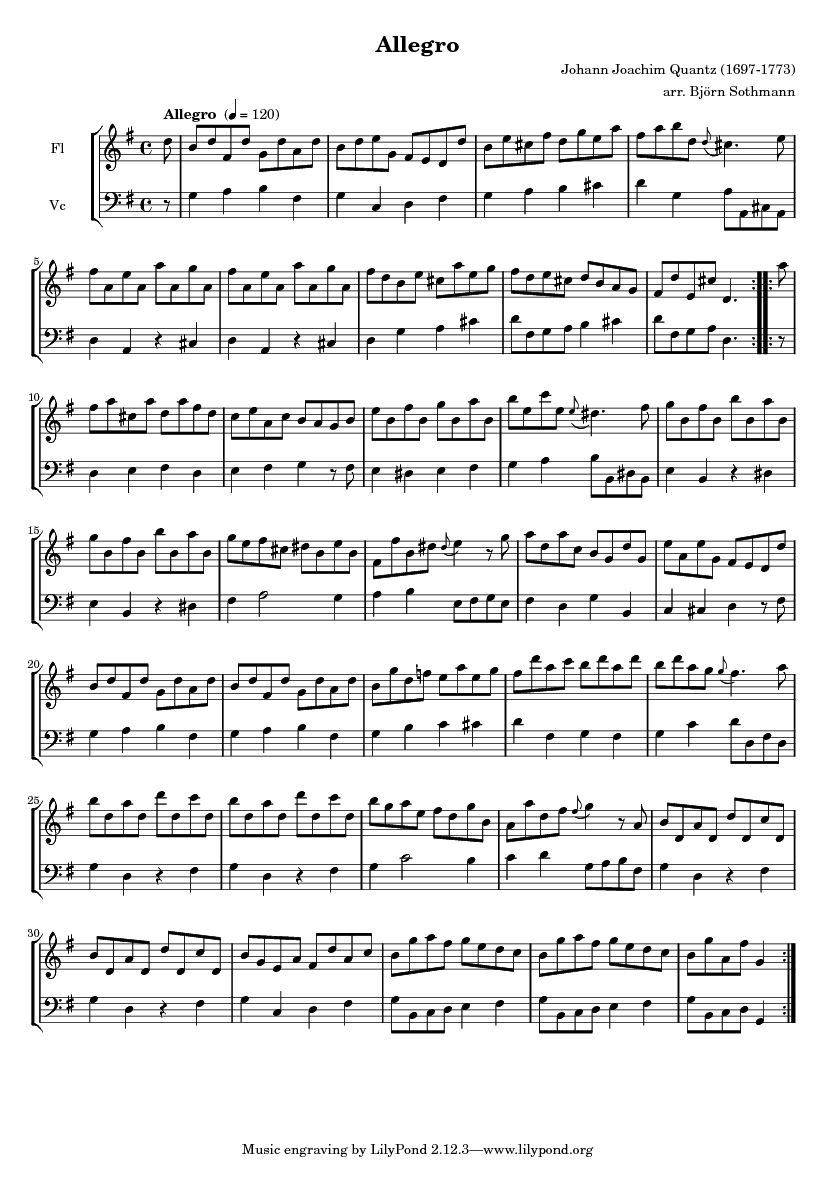 Allegro
Johann Joachim Quantz (1697-1773)
arr. Björn Sothmann
Allegro (♩ = 120)
Fl
Vc
5
10
15
20
25
30
Music engraving by LilyPond 2.12.3—www.lilypond.org